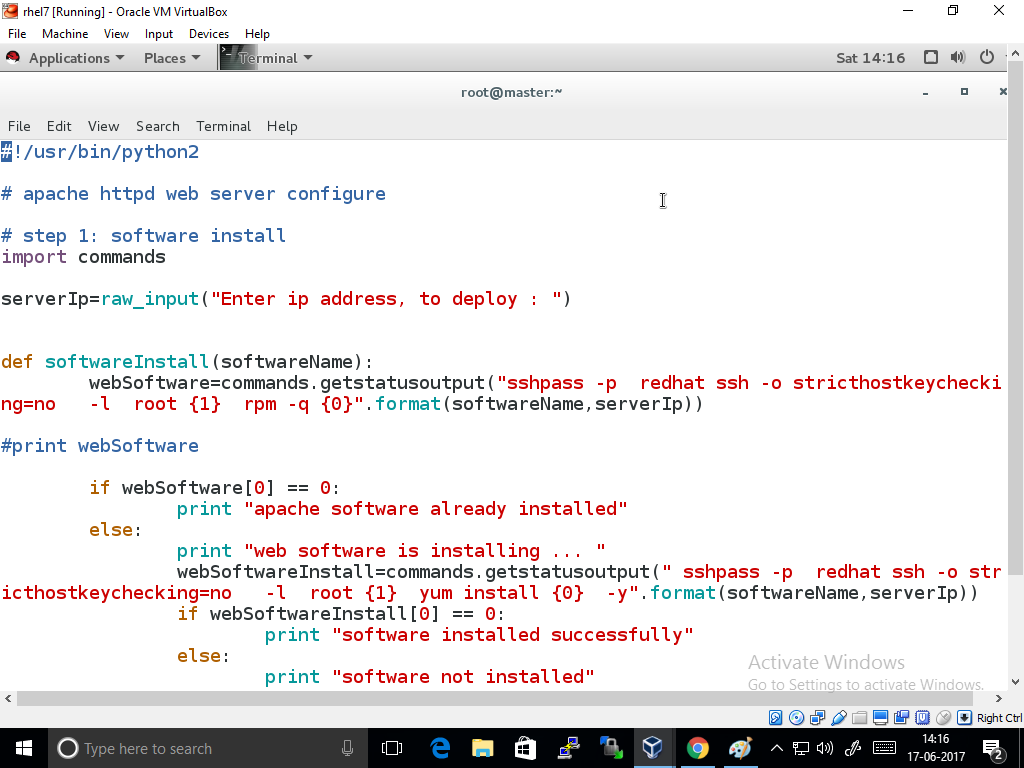 rhel7 [Running] - Oracle VM VirtualBox
File Machine View Input Devices Help
Applications Places Terminal Sat 14:16
root@master:~
File Edit View Search Terminal Help
#!/usr/bin/python2
# apache httpd web server configure
# step 1: software install
import commands
serverIp=raw_input("Enter ip address, to deploy : ")
def softwareInstall(softwareName):
        webSoftware=commands.getstatusoutput("sshpass -p  redhat ssh -o stricthostkeychecki
ng=no   -l  root {1}  rpm -q {0}".format(softwareName,serverIp))
#print webSoftware
        if webSoftware[0] == 0:
                print "apache software already installed"
        else:
                print "web software is installing ... "
                webSoftwareInstall=commands.getstatusoutput(" sshpass -p  redhat ssh -o str
icthostkeychecking=no   -l  root {1}  yum install {0}  -y".format(softwareName,serverIp))
                if webSoftwareInstall[0] == 0:
                        print "software installed successfully"
                else:
                        print "software not installed"
Activate Windows
Go to Settings to activate Windows.
Right Ctrl
Type here to search
14:16
17-06-2017
2